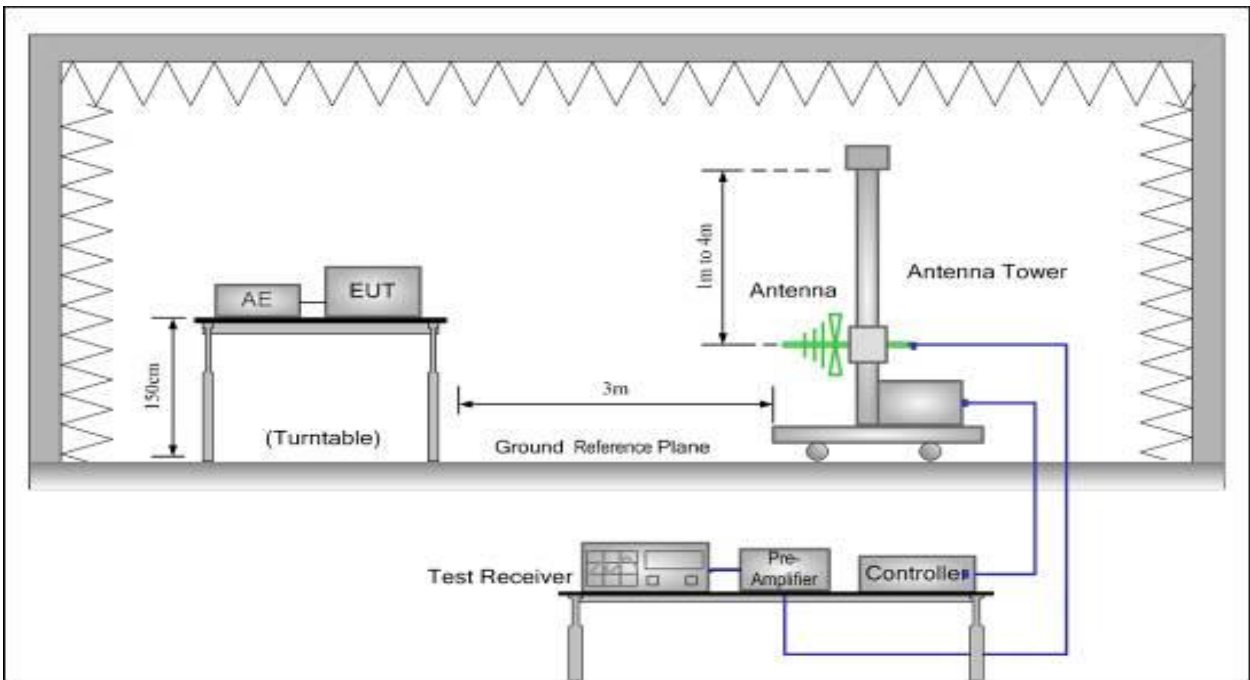 1m to 4m
Antenna Tower
Antenna
AE
EUT
150cm
3m
(Turntable)
Ground Reference Plane
Test Receiver
Pre-
Amplifier
Controller